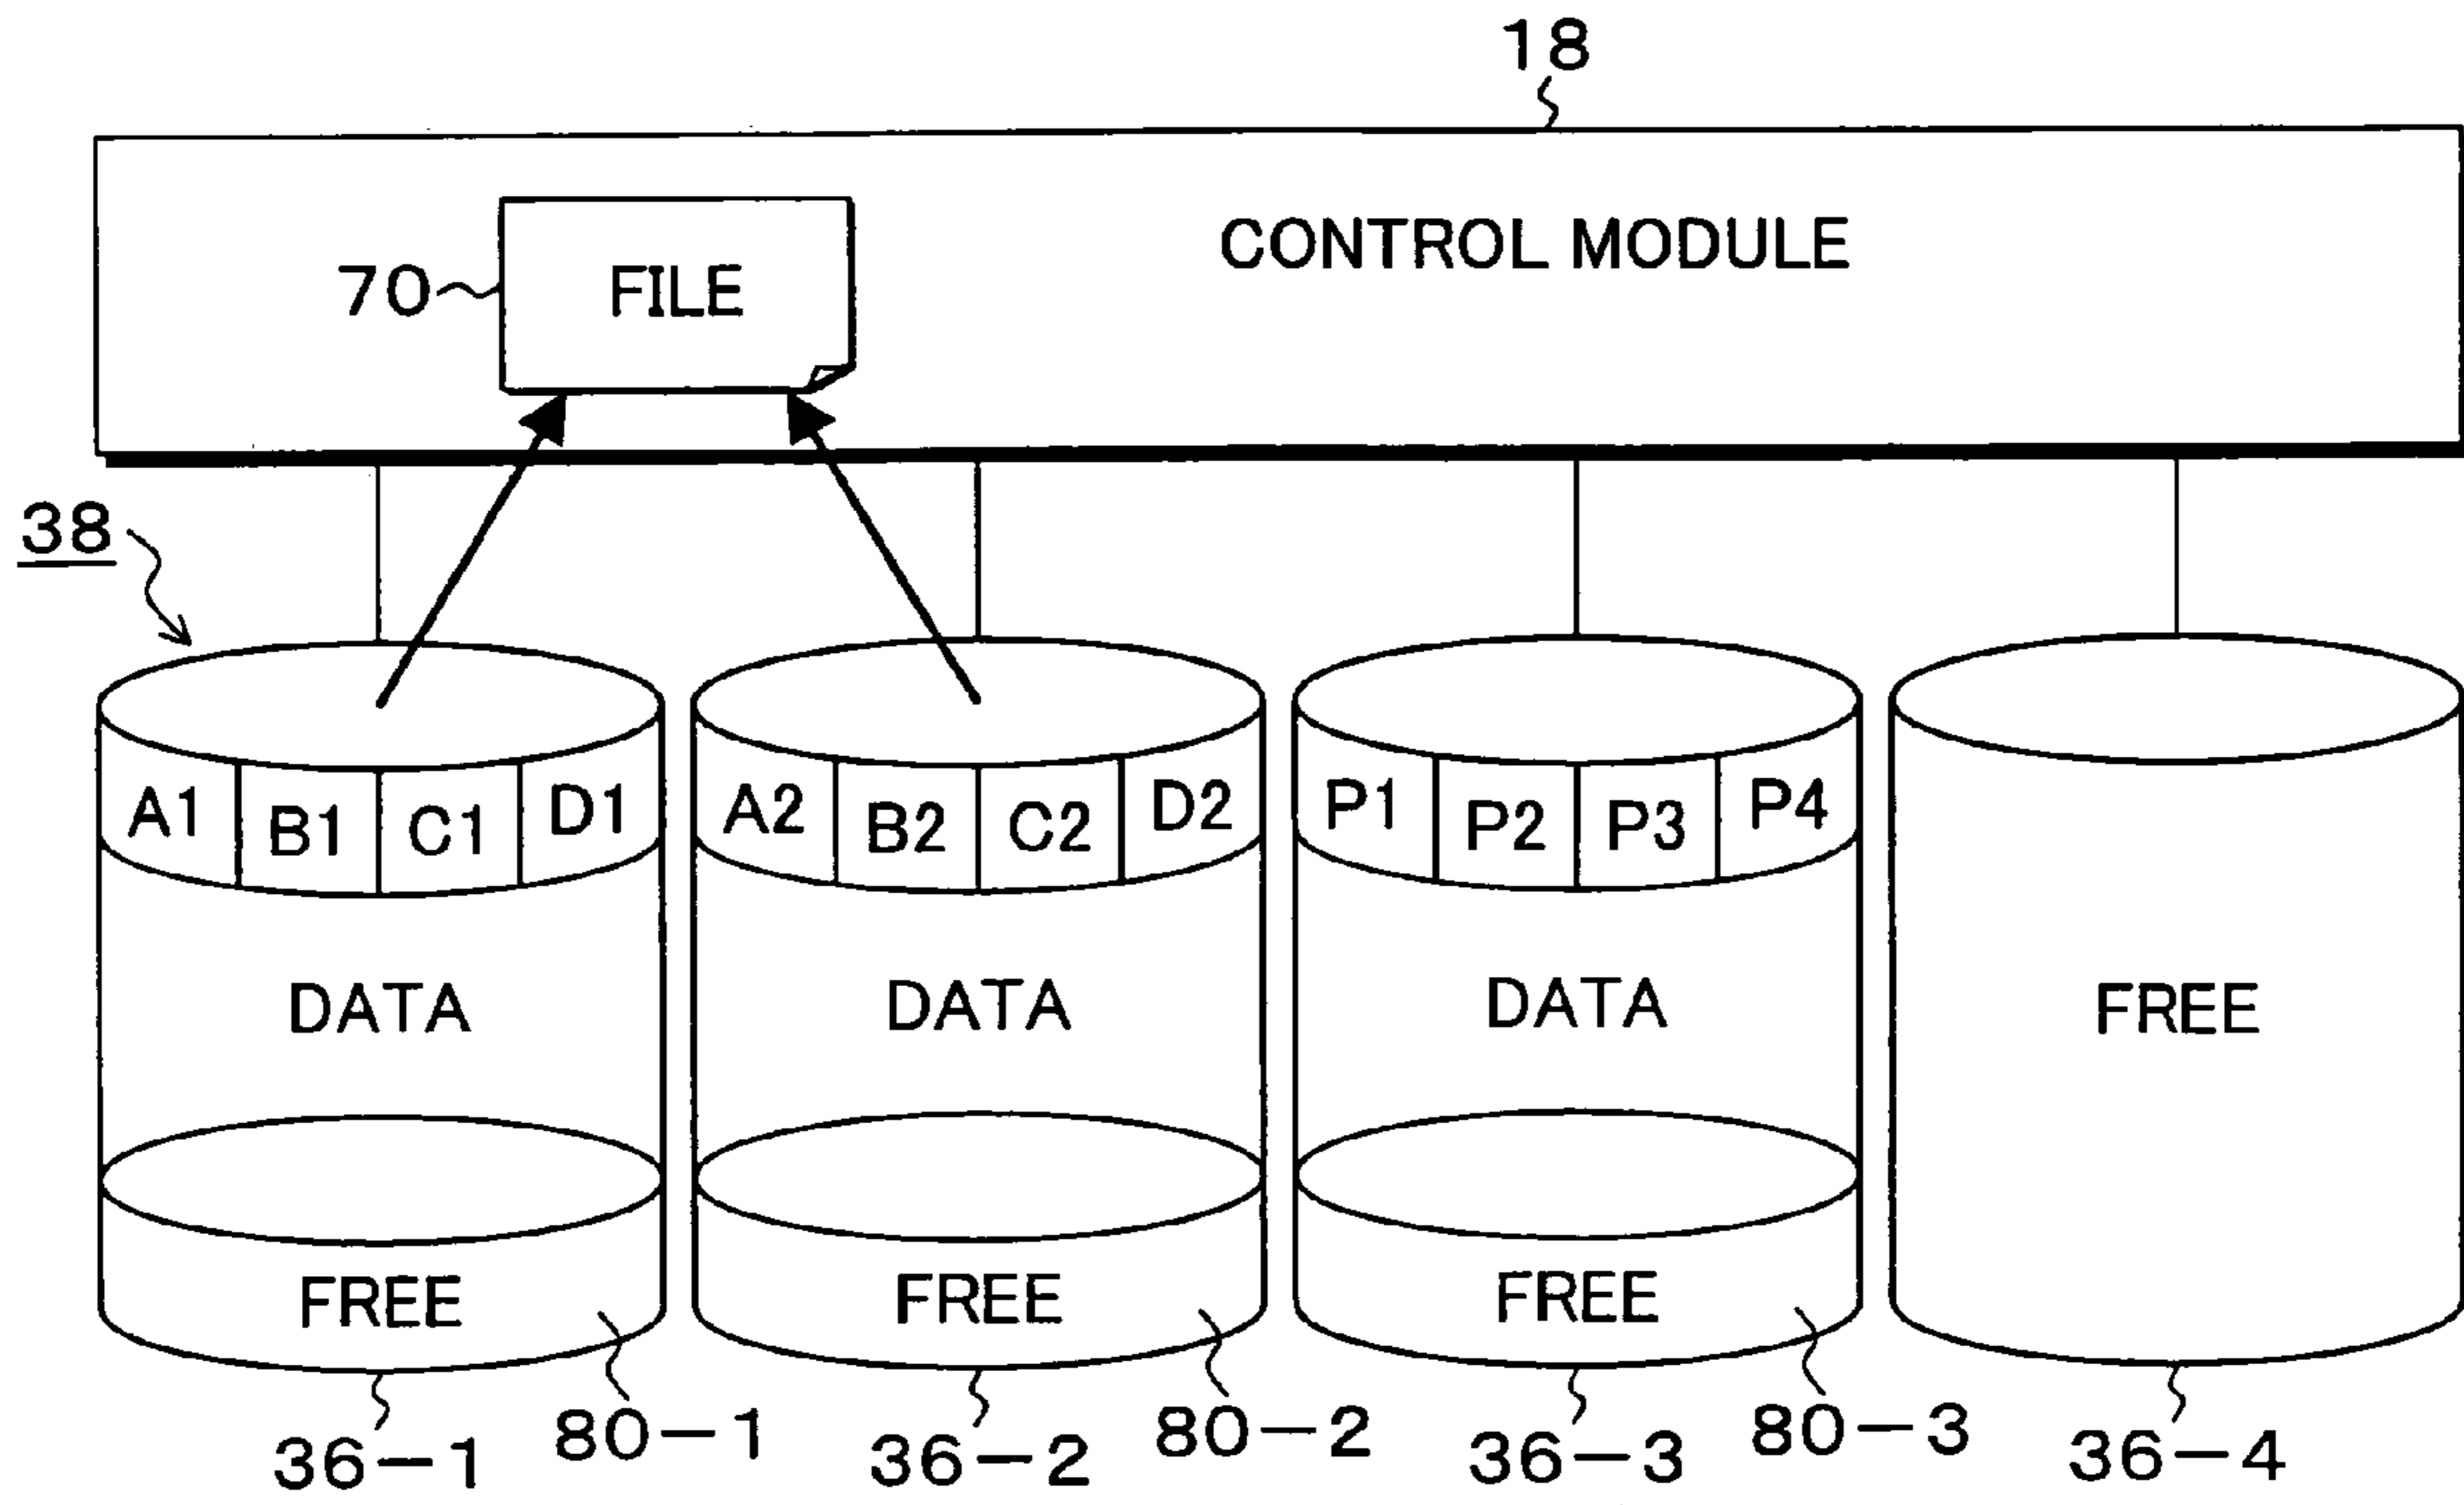 18
CONTROL MODULE
70 FILE
38
A1 B1 C1 D1 A2 B2 C2 D2 P1 P2 P3 P4
DATA DATA DATA FREE
FREE FREE FREE
80-1 80-2 80-3
36-1 36-2 36-3 36-4